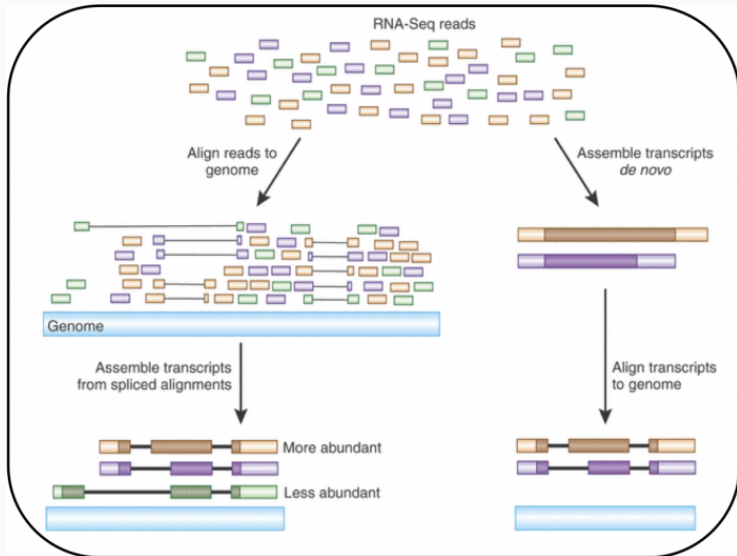 RNA-Seq reads
Align reads to
genome
Assemble transcripts
de novo
Genome
Assemble transcripts
from spliced alignments
Align transcripts
to genome
More abundant
Less abundant